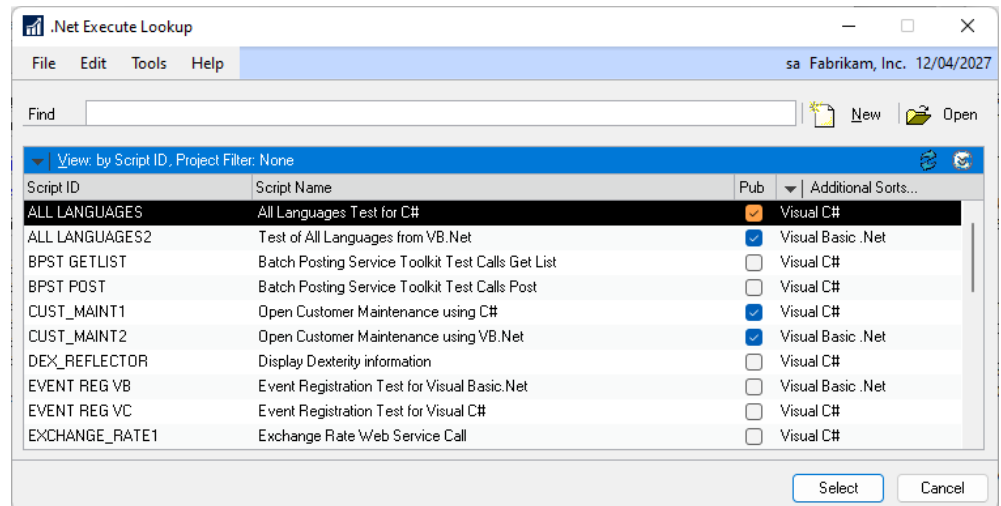 .Net Execute Lookup
File Edit Tools Help sa Fabrikam, Inc. 12/04/2027
Find New Open
View: by Script ID, Project Filter: None
Script ID Script Name Pub Additional Sorts...
ALL LANGUAGES All Languages Test for C# Visual C#
ALL LANGUAGES2 Test of All Languages from VB.Net Visual Basic .Net
BPST GETLIST Batch Posting Service Toolkit Test Calls Get List Visual C#
BPST POST Batch Posting Service Toolkit Test Calls Post Visual C#
CUST_MAINT1 Open Customer Maintenance using C# Visual C#
CUST_MAINT2 Open Customer Maintenance using VB.Net Visual Basic .Net
DEX_REFLECTOR Display Dexterity information Visual C#
EVENT REG VB Event Registration Test for Visual Basic.Net Visual Basic .Net
EVENT REG VC Event Registration Test for Visual C# Visual C#
EXCHANGE_RATE1 Exchange Rate Web Service Call Visual C#
Select Cancel